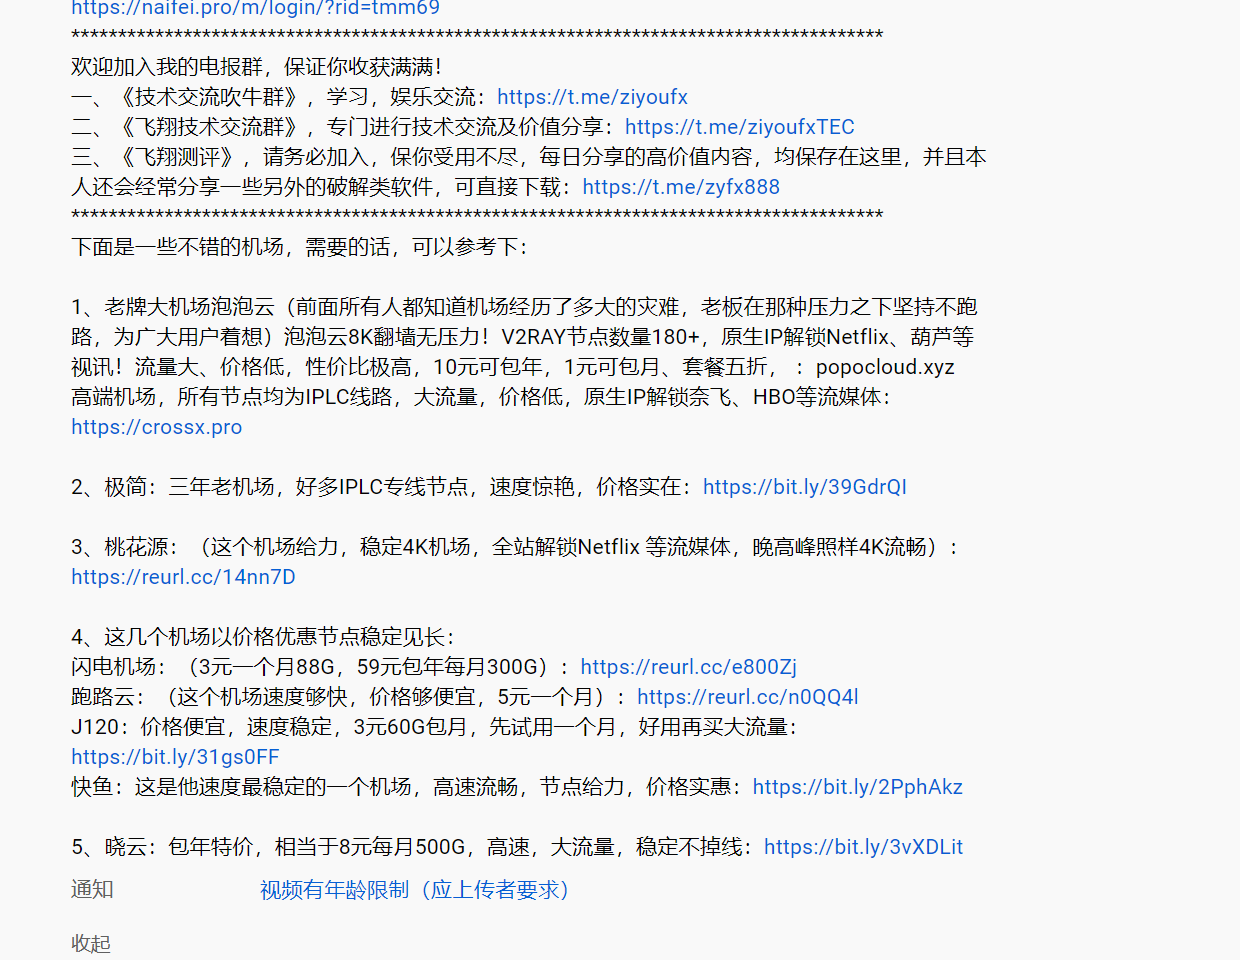 https://naifei.pro/m/login/?rid=tmm69
***************************************************************************************
欢迎加入我的电报群，保证你收获满满！
一、《技术交流吹牛群》，学习，娱乐交流：https://t.me/ziyoufx
二、《飞翔技术交流群》，专门进行技术交流及价值分享：https://t.me/ziyoufxTEC
三、《飞翔测评》，请务必加入，保你受用不尽，每日分享的高价值内容，均保存在这里，并且本
人还会经常分享一些另外的破解类软件，可直接下载：https://t.me/zyfx888
***************************************************************************************
下面是一些不错的机场，需要的话，可以参考下：
1、老牌大机场泡泡云（前面所有人都知道机场经历了多大的灾难，老板在那种压力之下坚持不跑
路，为广大用户着想）泡泡云8K翻墙无压力！V2RAY节点数量180+，原生IP解锁Netflix、葫芦等
视讯！流量大、价格低，性价比极高，10元可包年，1元可包月、套餐五折，：popocloud.xyz
高端机场，所有节点均为IPLC线路，大流量，价格低，原生IP解锁奈飞、HBO等流媒体：
https://crossx.pro
2、极简：三年老机场，好多IPLC专线节点，速度惊艳，价格实在：https://bit.ly/39GdrQI
3、桃花源：（这个机场给力，稳定4K机场，全站解锁Netflix 等流媒体，晚高峰照样4K流畅）：
https://reurl.cc/14nn7D
4、这几个机场以价格优惠节点稳定见长：
闪电机场：（3元一个月88G，59元包年每月300G）：https://reurl.cc/e800Zj
跑路云：（这个机场速度够快，价格够便宜，5元一个月）：https://reurl.cc/n0QQ4l
J120：价格便宜，速度稳定，3元60G包月，先试用一个月，好用再买大流量：
https://bit.ly/31gs0FF
快鱼：这是他速度最稳定的一个机场，高速流畅，节点给力，价格实惠：https://bit.ly/2PphAkz
5、晓云：包年特价，相当于8元每月500G，高速，大流量，稳定不掉线：https://bit.ly/3vXDLit
通知 视频有年龄限制（应上传者要求）
收起